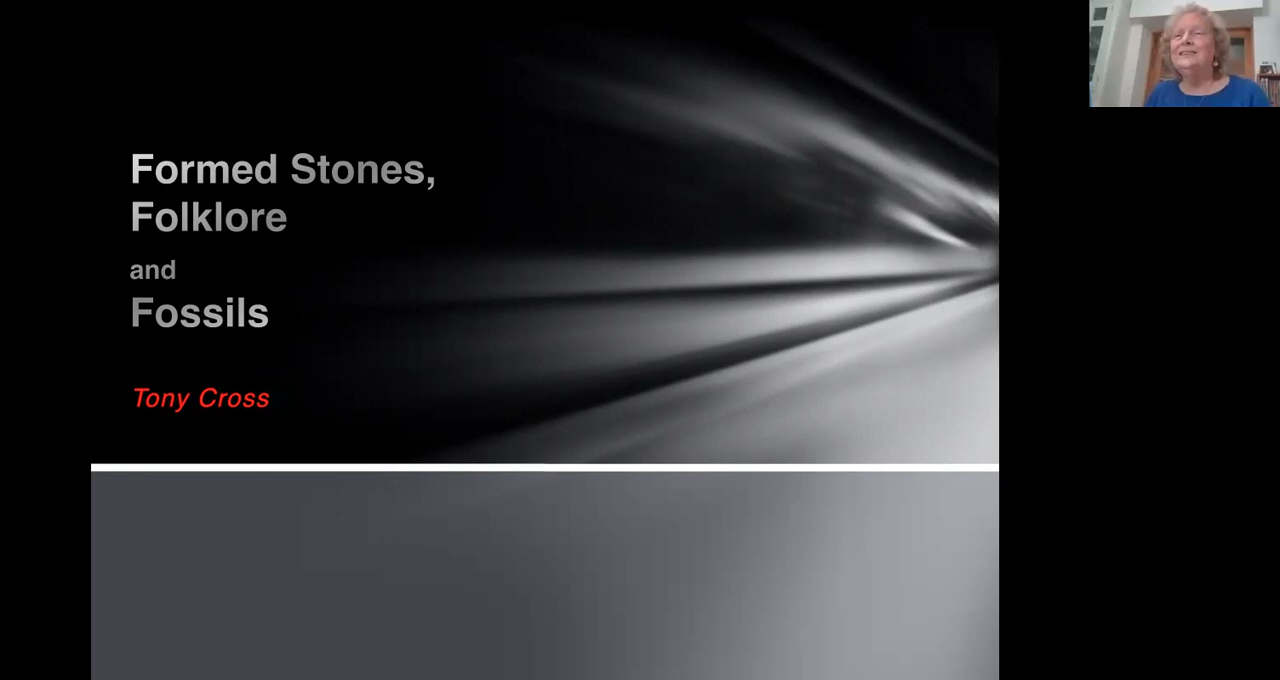 Formed Stones,
Folklore
and
Fossils
Tony Cross